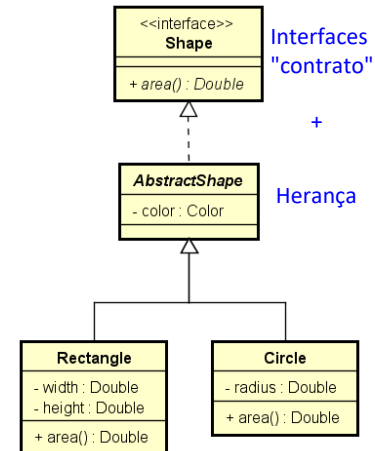 <<interface>>
Shape
+ area() : Double
Interfaces
"contrato"
+
AbstractShape
- color : Color
Herança
Rectangle
- width : Double
- height : Double
+ area() : Double
Circle
- radius : Double
+ area() : Double